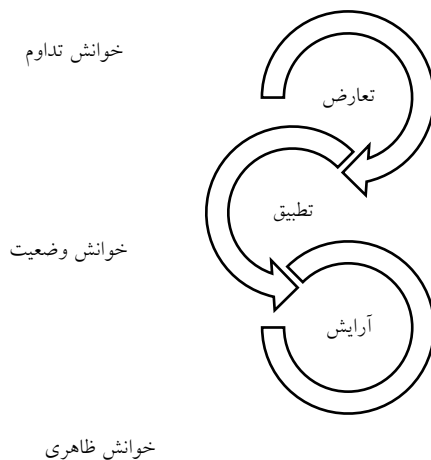 خوانش تداوم
تعارض
تطبیق
خوانش وضعیت
آرایش
خوانش ظاهری